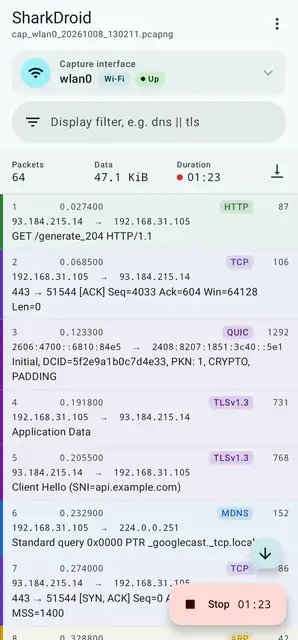 SharkDroid
cap_wlan0_20261008_130211.pcapng
Capture interface
wlan0 Wi-Fi Up
Display filter, e.g. dns || tls
Packets Data Duration
64 47.1 KiB 01:23
1 0.027400 HTTP 87
93.184.215.14 → 192.168.31.105
GET /generate_204 HTTP/1.1
2 0.068500 TCP 106
192.168.31.105 → 93.184.215.14
443 → 51544 [ACK] Seq=4033 Ack=604 Win=64128
Len=0
3 0.123300 QUIC 1292
2606:4700::6810:84e5 → 2408:8207:1851:3c40::5e1
Initial, DCID=5f2e9a1b0c7d4e33, PKN: 1, CRYPTO,
PADDING
4 0.191800 TLSv1.3 731
192.168.31.105 → 93.184.215.14
Application Data
5 0.205500 TLSv1.3 768
93.184.215.14 → 192.168.31.105
Client Hello (SNI=api.example.com)
6 0.232900 MDNS 152
192.168.31.105 → 224.0.0.251
Standard query 0x0000 PTR _googlecast._tcp.local
7 0.274000 TCP 86
93.184.215.14 → 192.168.31.105
443 → 51544 [SYN, ACK] Seq=0
MSS=1400
Stop 01:23
8 0.328800 ARP 42